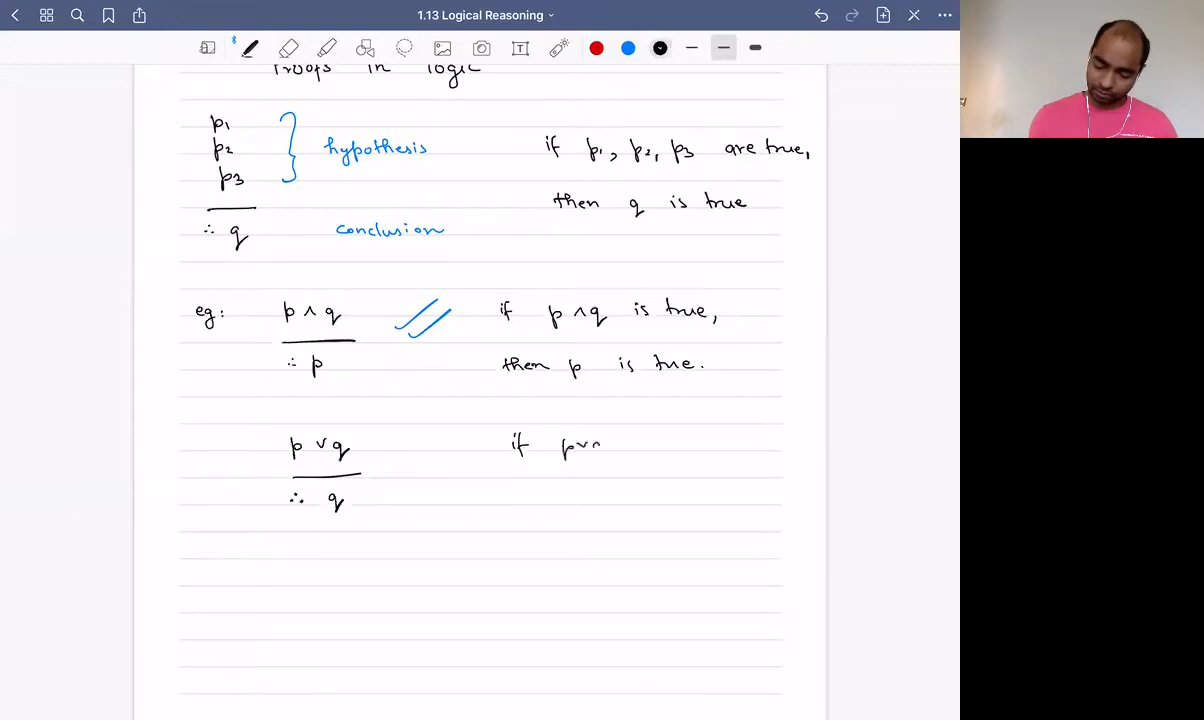 1.13 Logical Reasoning
Proofs in logic
p1
p2 hypothesis if p1, p2, p3 are true,
p3
then q is true
∴ q conclusion
eg: p ∧ q if p ∧ q is true,
∴ p then p is true.
p ∨ q if p ∨
∴ q